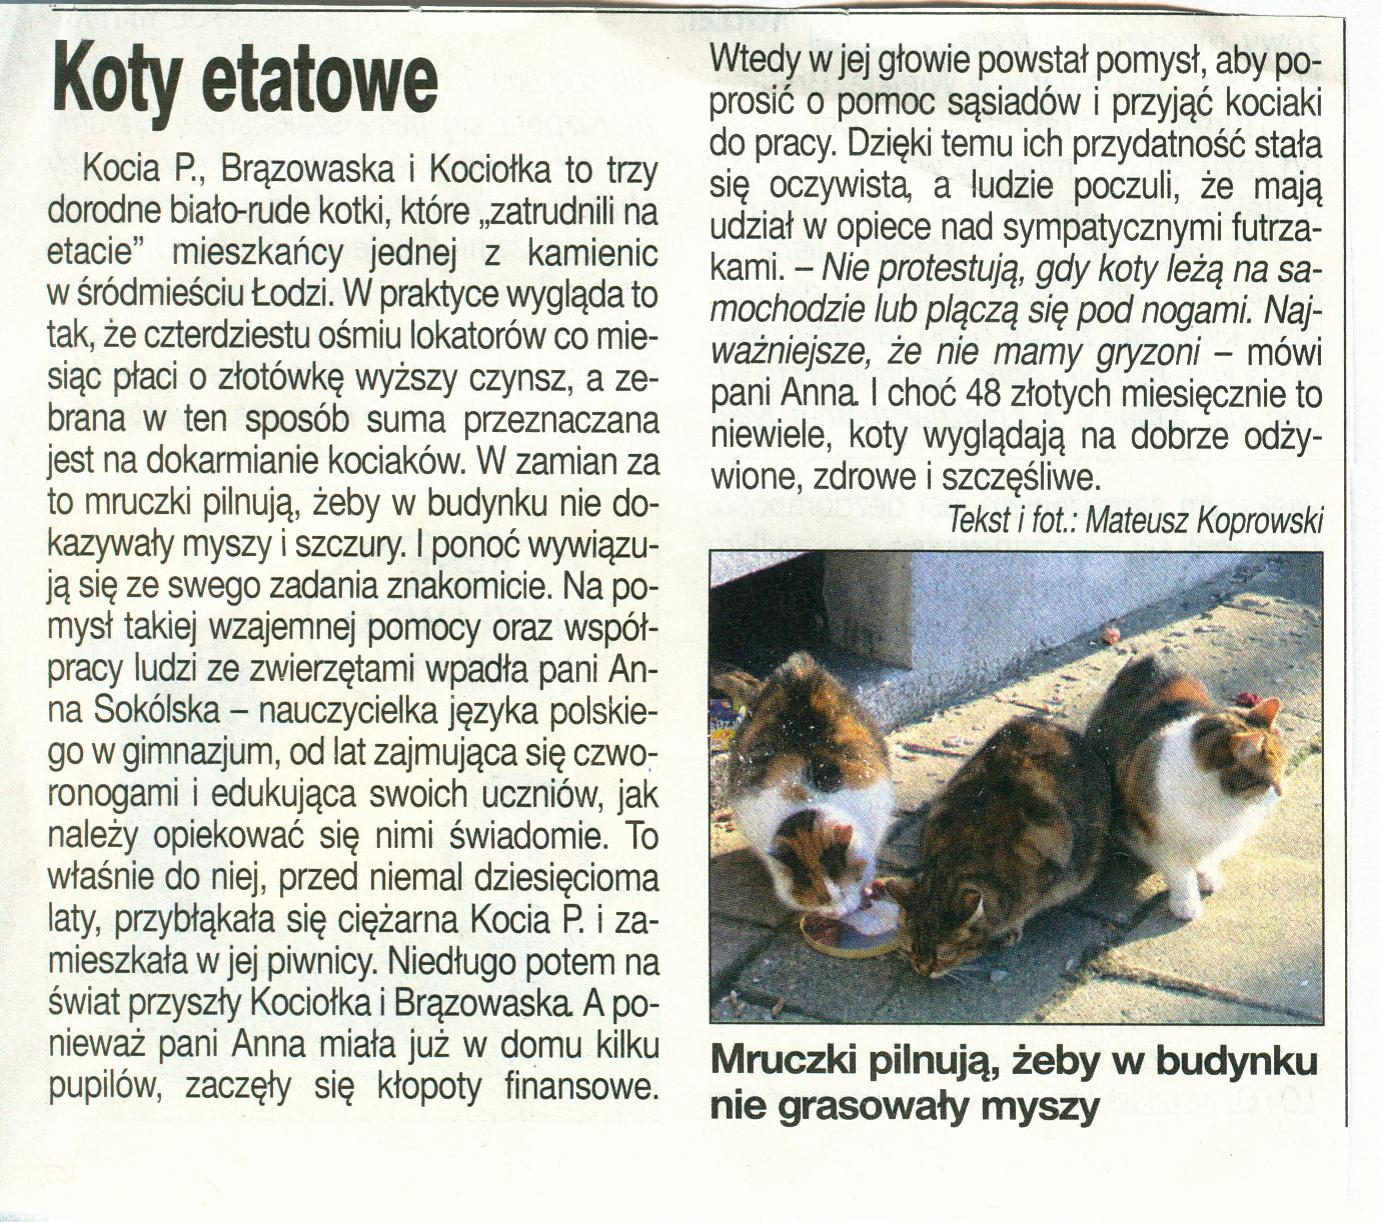 Koty etatowe
Kocia P., Brązowaska i Kociołka to trzy
dorodne biało-rude kotki, które „zatrudnili na
etacie” mieszkańcy jednej z kamienic
w śródmieściu Łodzi. W praktyce wygląda to
tak, że czterdziestu ośmiu lokatorów co mie-
siąc płaci o złotówkę wyższy czynsz, a ze-
brana w ten sposób suma przeznaczana
jest na dokarmianie kociaków. W zamian za
to mruczki pilnują, żeby w budynku nie do-
kazywały myszy i szczury. I ponoć wywiązu-
ją się ze swego zadania znakomicie. Na po-
mysł takiej wzajemnej pomocy oraz współ-
pracy ludzi ze zwierzętami wpadła pani An-
na Sokólska – nauczycielka języka polskie-
go w gimnazjum, od lat zajmująca się czwo-
ronogami i edukująca swoich uczniów, jak
należy opiekować się nimi świadomie. To
właśnie do niej, przed niemal dziesięcioma
laty, przybłąkała się ciężarna Kocia P. i za-
mieszkała w jej piwnicy. Niedługo potem na
świat przyszły Kociołka i Brązowaska. A po-
nieważ pani Anna miała już w domu kilku
pupilów, zaczęły się kłopoty finansowe.
Wtedy w jej głowie powstał pomysł, aby po-
prosić o pomoc sąsiadów i przyjąć kociaki
do pracy. Dzięki temu ich przydatność stała
się oczywista, a ludzie poczuli, że mają
udział w opiece nad sympatycznymi futrza-
kami. – Nie protestują, gdy koty leżą na sa-
mochodzie lub plączą się pod nogami. Naj-
ważniejsze, że nie mamy gryzoni – mówi
pani Anna. I choć 48 złotych miesięcznie to
niewiele, koty wyglądają na dobrze odży-
wione, zdrowe i szczęśliwe.
Tekst i fot.: Mateusz Koprowski
Mruczki pilnują, żeby w budynku
nie grasowały myszy